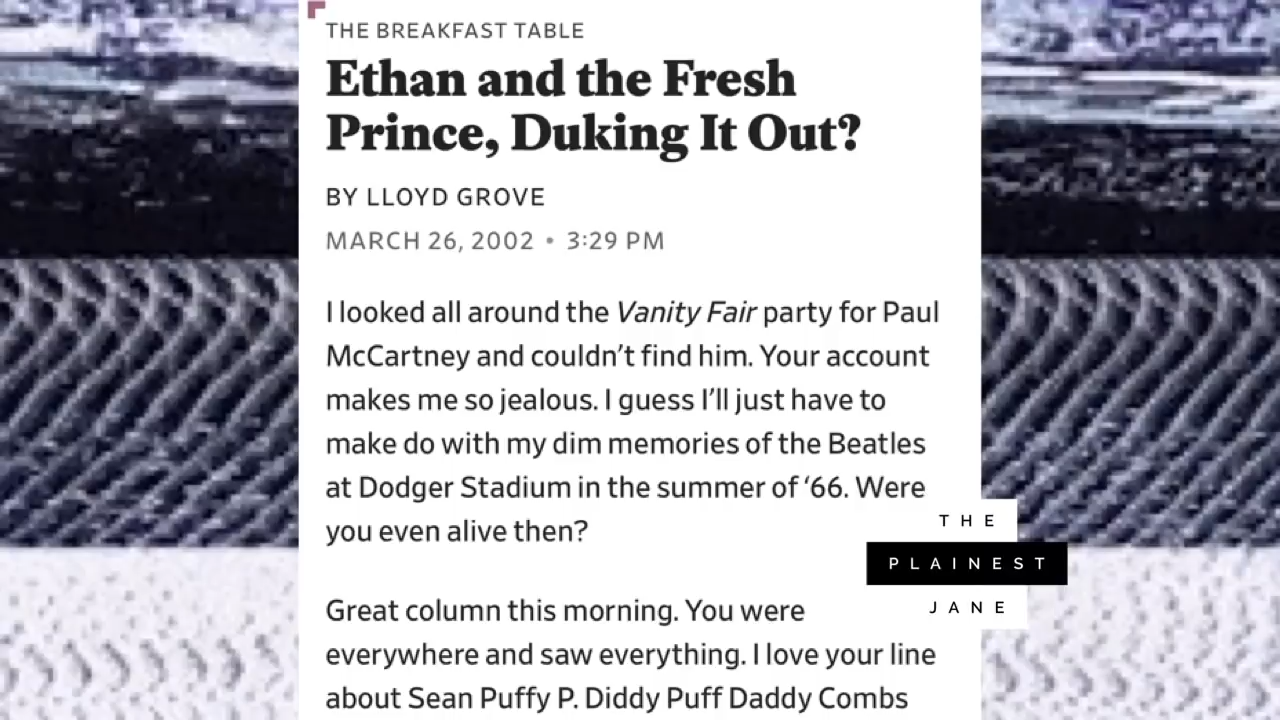 THE BREAKFAST TABLE
Ethan and the Fresh
Prince, Duking It Out?
BY LLOYD GROVE
MARCH 26, 2002 • 3:29 PM
I looked all around the Vanity Fair party for Paul
McCartney and couldn’t find him. Your account
makes me so jealous. I guess I’ll just have to
make do with my dim memories of the Beatles
at Dodger Stadium in the summer of ‘66. Were
you even alive then?
Great column this morning. You were
everywhere and saw everything. I love your line
about Sean Puffy P. Diddy Puff Daddy Combs
THE
PLAINEST
JANE